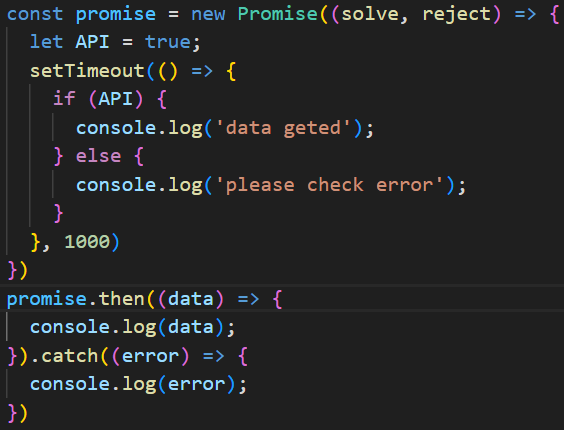 const promise = new Promise((solve, reject) => {
  let API = true;
  setTimeout(() => {
    if (API) {
      console.log('data geted');
    } else {
      console.log('please check error');
    }
  }, 1000)
})
promise.then((data) => {
  console.log(data);
}).catch((error) => {
  console.log(error);
})